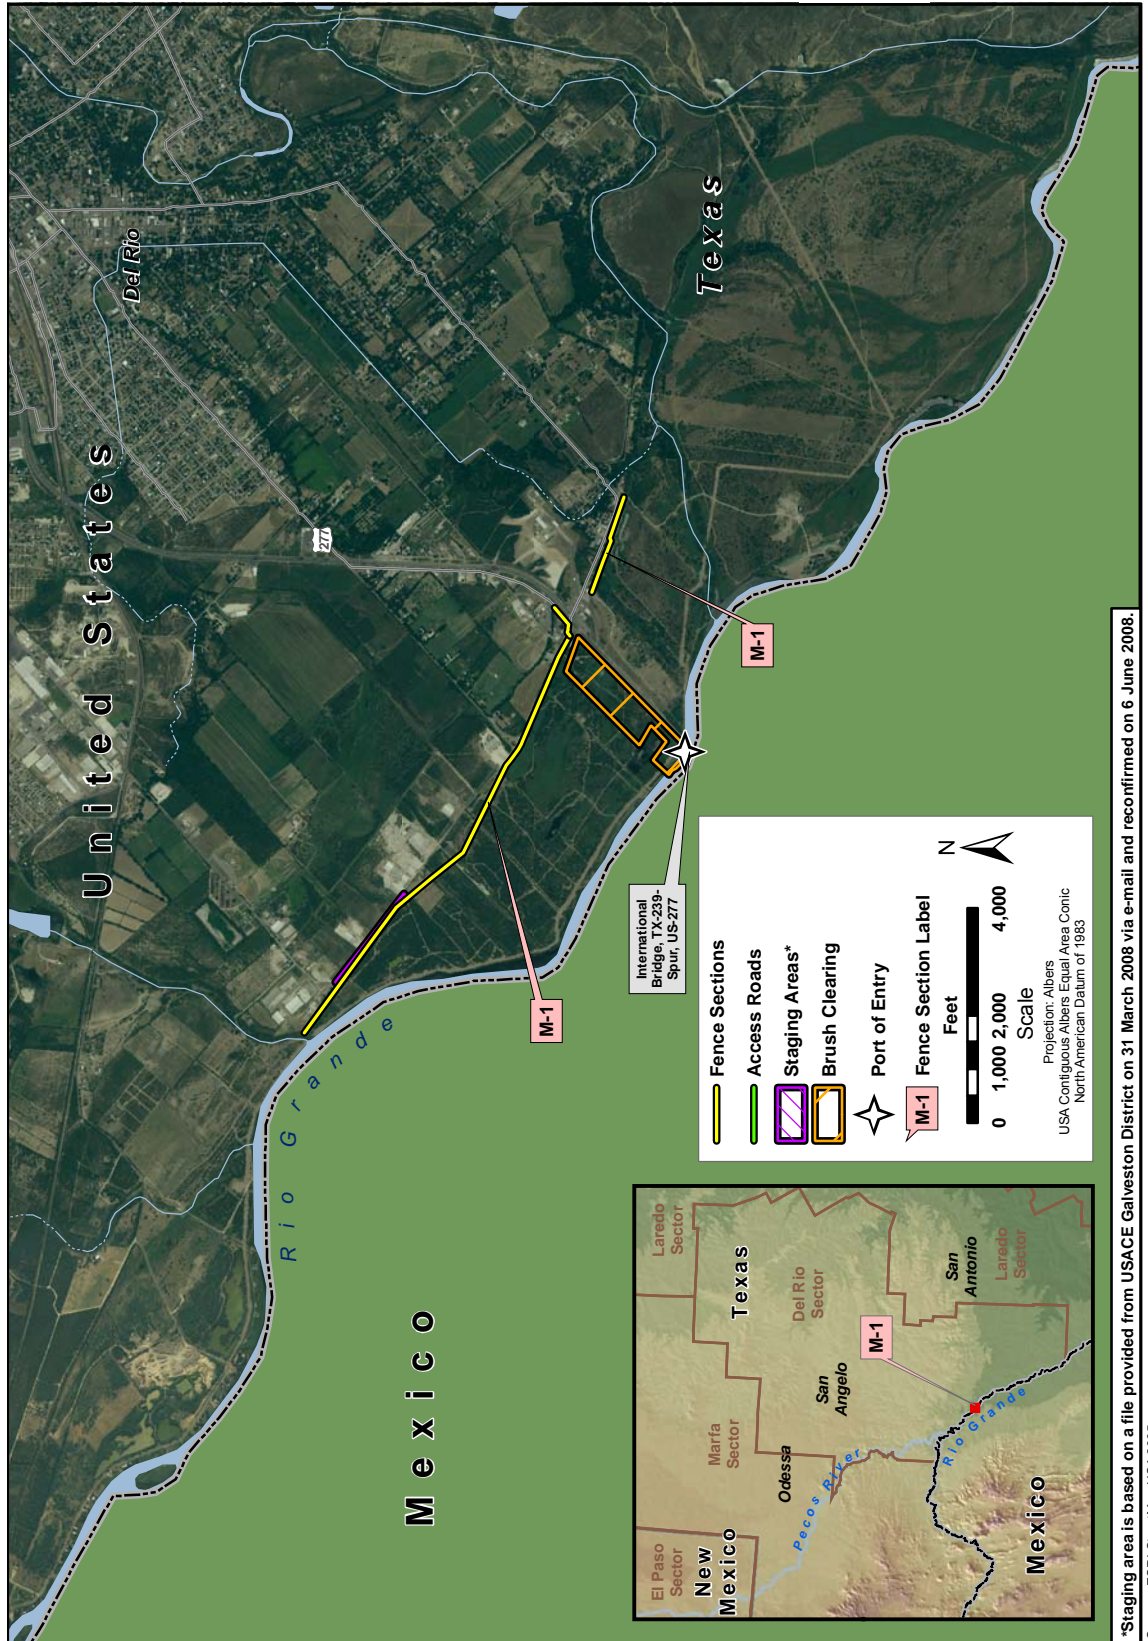 United States
Del Rio
277
Texas
Rio Grande
Mexico
M-1
M-1
International
Bridge, TX-239-
Spur, US-277
Fence Sections
Access Roads
Staging Areas*
Brush Clearing
Port of Entry
M-1 Fence Section Label
N
Feet
0 1,000 2,000 4,000
Scale
Projection: Albers
USA Contiguous Albers Equal Area Conic
North American Datum of 1983
El Paso
Sector
New
Mexico
Marfa
Sector
Odessa
Pecos River
San
Angelo
Laredo
Sector
Texas
Del Rio
Sector
M-1
San
Antonio
Laredo
Sector
Rio Grande
Mexico
*Staging area is based on a file provided from USACE Galveston District on 31 March 2008 via e-mail and reconfirmed on 6 June 2008.